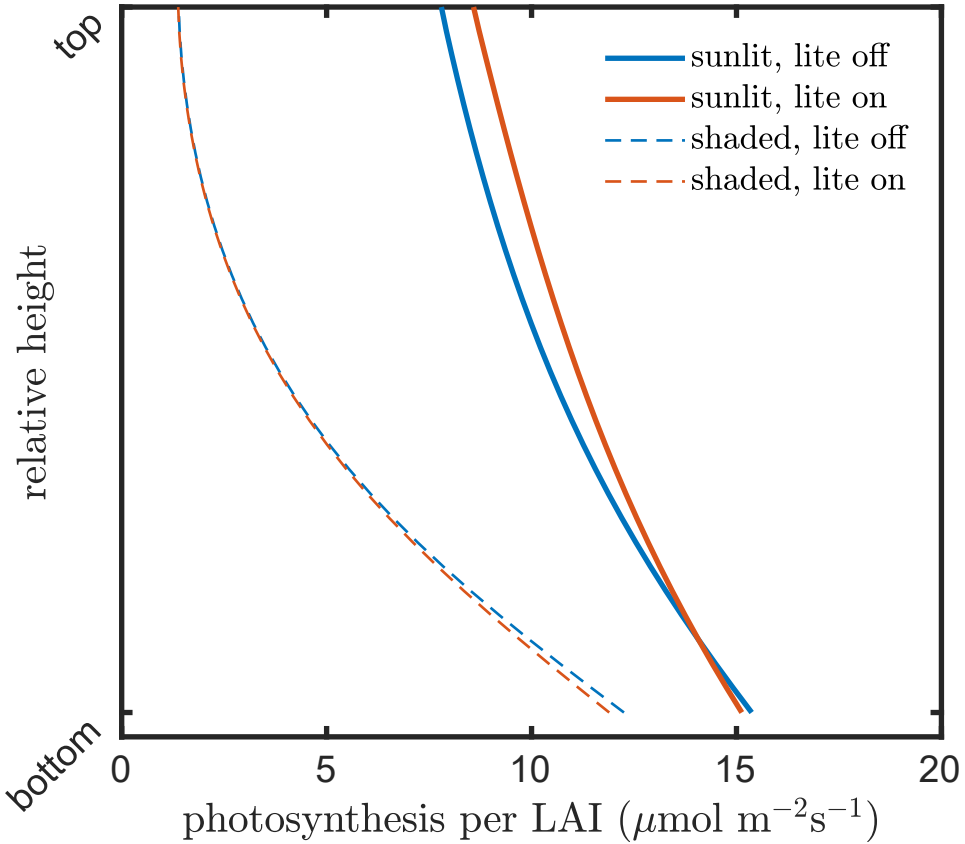 top
sunlit, lite off
sunlit, lite on
shaded, lite off
shaded, lite on
relative height
bottom
0 5 10 15 20
photosynthesis per LAI (μmol m⁻²s⁻¹)